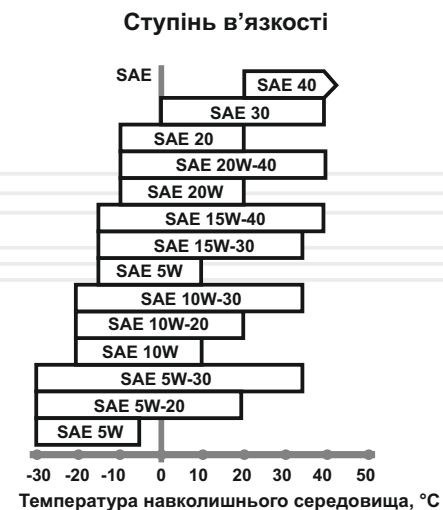 Ступінь в’язкості
SAE
SAE 40
SAE 30
SAE 20
SAE 20W-40
SAE 20W
SAE 15W-40
SAE 15W-30
SAE 5W
SAE 10W-30
SAE 10W-20
SAE 10W
SAE 5W-30
SAE 5W-20
SAE 5W
-30 -20 -10 0 10 20 30 40 50
Температура навколишнього середовища, °C